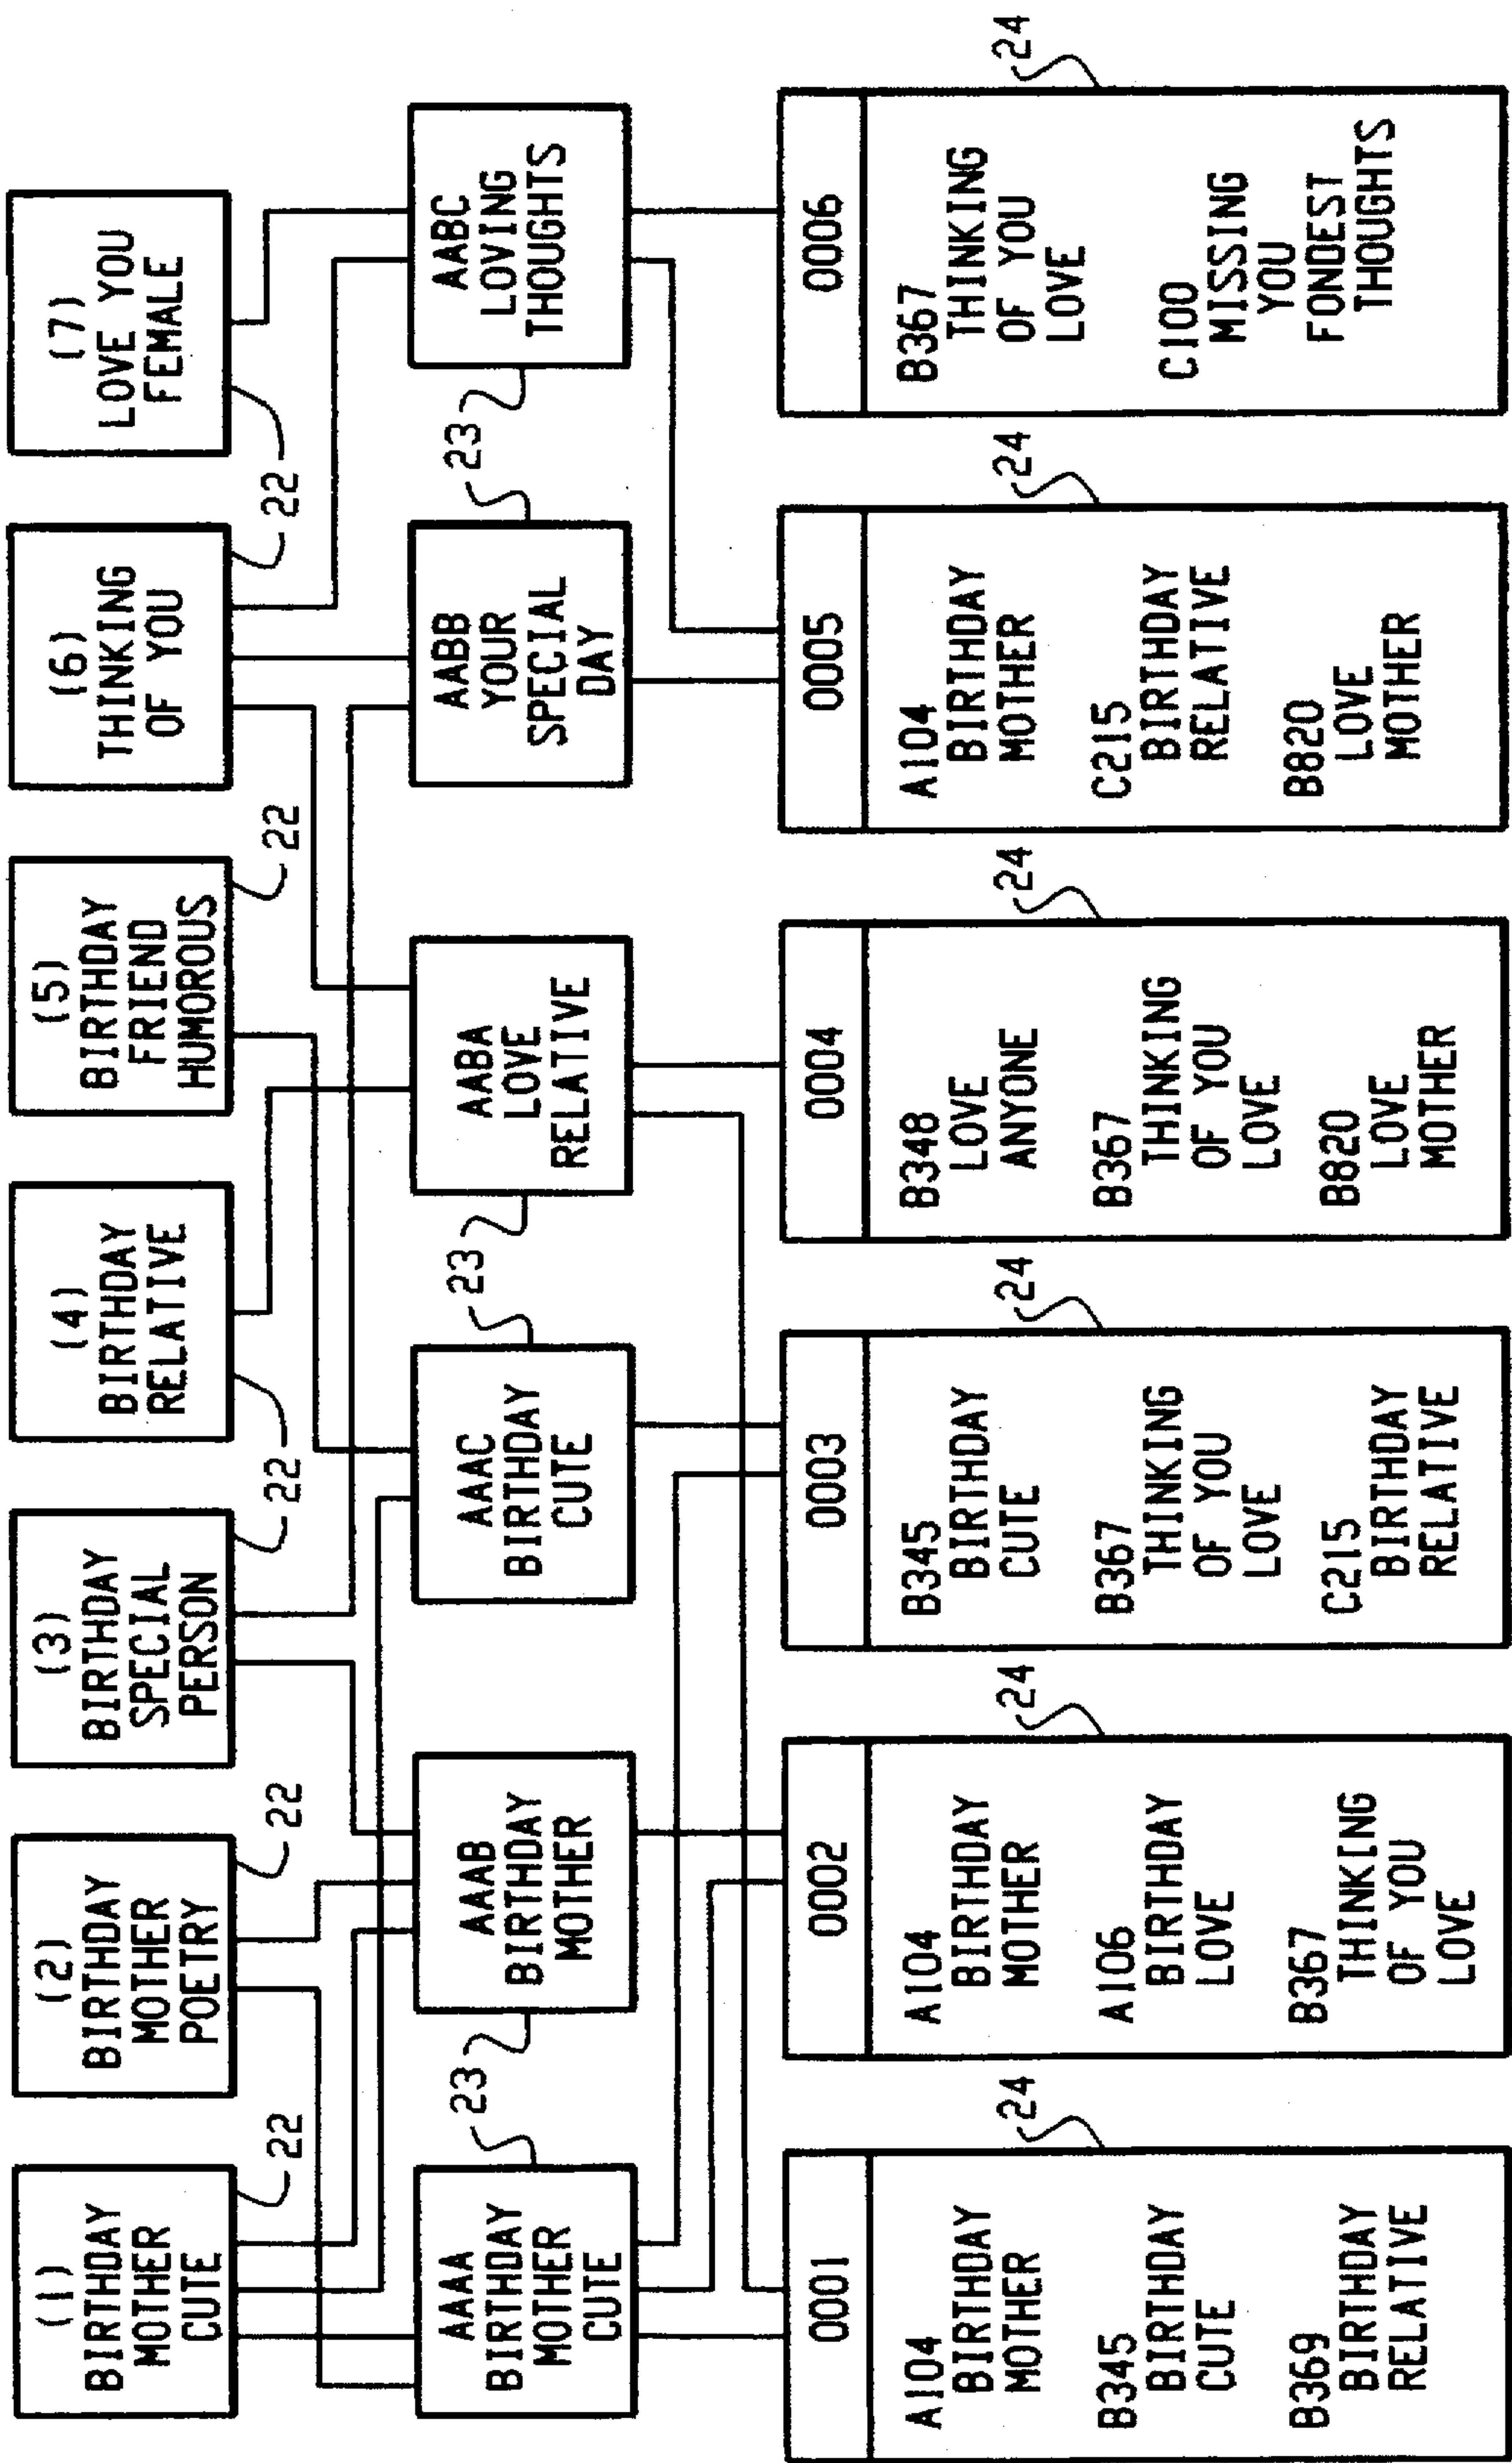 (1)
BIRTHDAY
MOTHER
CUTE
22
(2)
BIRTHDAY
MOTHER
POETRY
22
(3)
BIRTHDAY
SPECIAL
PERSON
22
(4)
BIRTHDAY
RELATIVE
22
(5)
BIRTHDAY
FRIEND
HUMOROUS
22
(6)
THINKING
OF YOU
22
(7)
LOVE YOU
FEMALE
22
AAAA
BIRTHDAY
MOTHER
CUTE
23
AAAB
BIRTHDAY
MOTHER
23
AAAC
BIRTHDAY
CUTE
23
AABA
LOVE
RELATIVE
23
AABB
YOUR
SPECIAL
DAY
23
AABC
LOVING
THOUGHTS
23
0001
A104
BIRTHDAY
MOTHER
B345
BIRTHDAY
CUTE
B369
BIRTHDAY
RELATIVE
24
0002
A104
BIRTHDAY
MOTHER
A106
BIRTHDAY
LOVE
B367
THINKING
OF YOU
LOVE
24
0003
B345
BIRTHDAY
CUTE
B367
THINKING
OF YOU
LOVE
C215
BIRTHDAY
RELATIVE
24
0004
B348
LOVE
ANYONE
B367
THINKING
OF YOU
LOVE
B820
LOVE
MOTHER
24
0005
A104
BIRTHDAY
MOTHER
C215
BIRTHDAY
RELATIVE
B820
LOVE
MOTHER
24
0006
B367
THINKING
OF YOU
LOVE
C100
MISSING
YOU
FONDEST
THOUGHTS
24